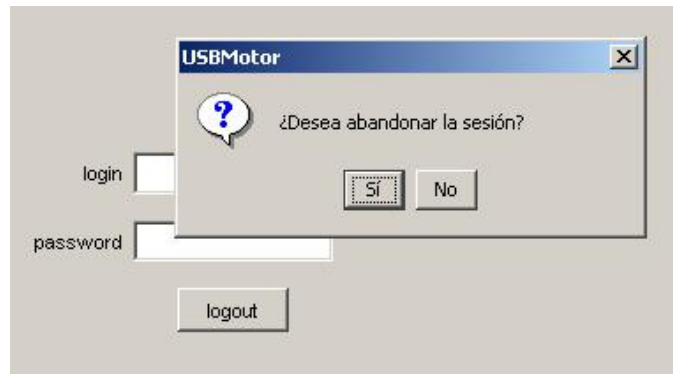 USBMotor
¿Desea abandonar la sesión?
Sí No
login
password
logout